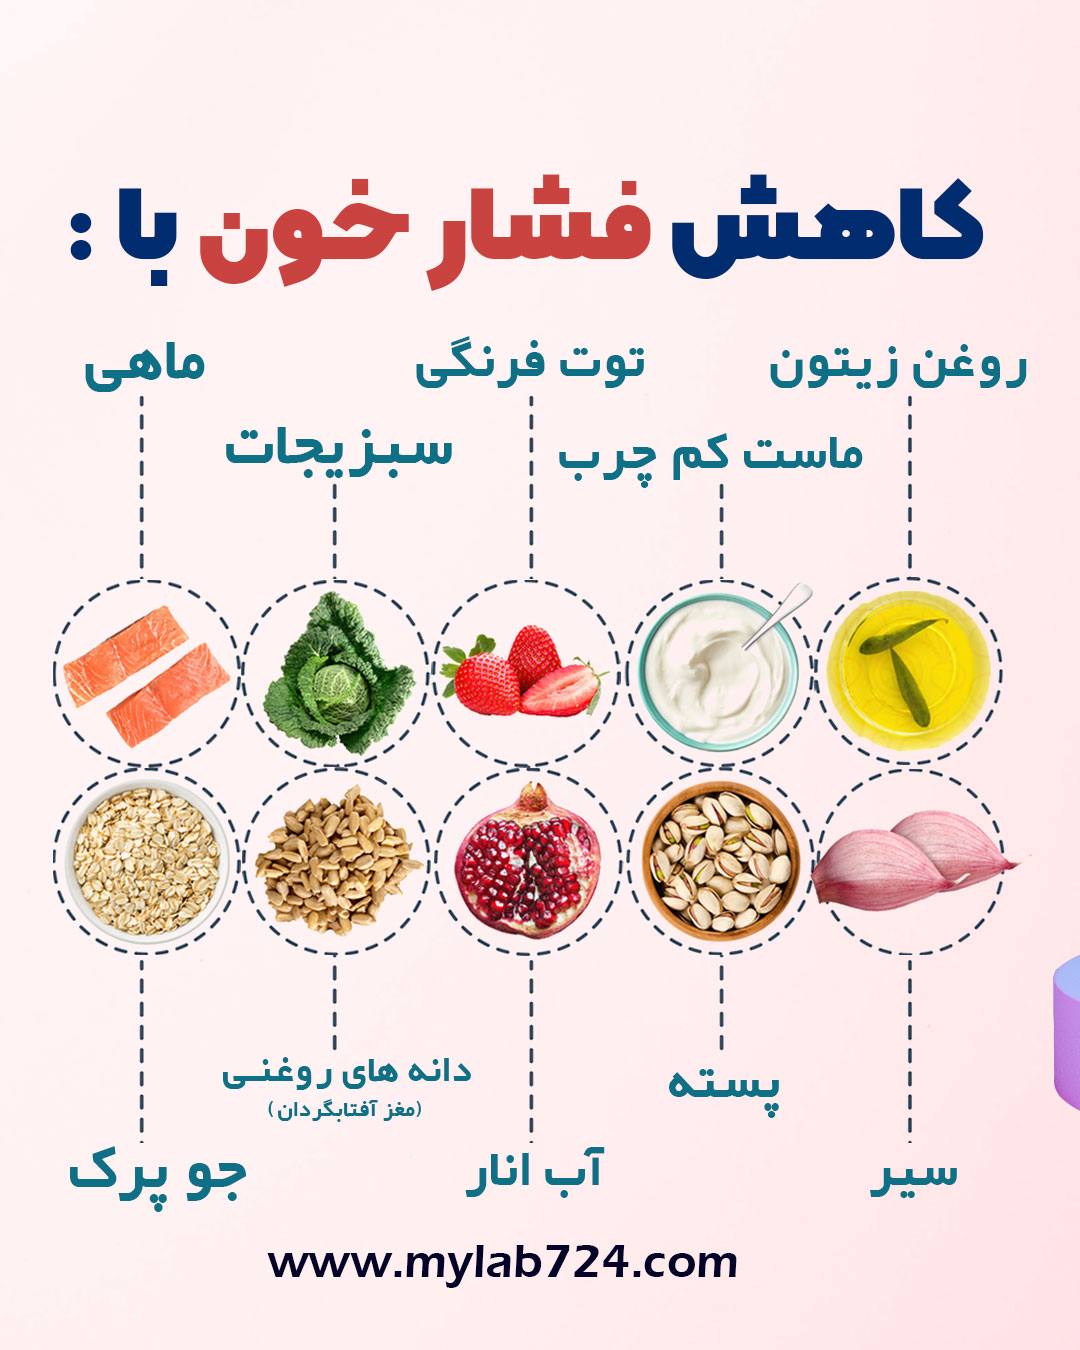 کاهش فشار خون با :
روغن زیتون
توت فرنگی
ماهی
ماست کم چرب
سبزیجات
دانه های روغنی
(مغز آفتابگردان)
پسته
سیر
آب انار
جو پرک
www.mylab724.com